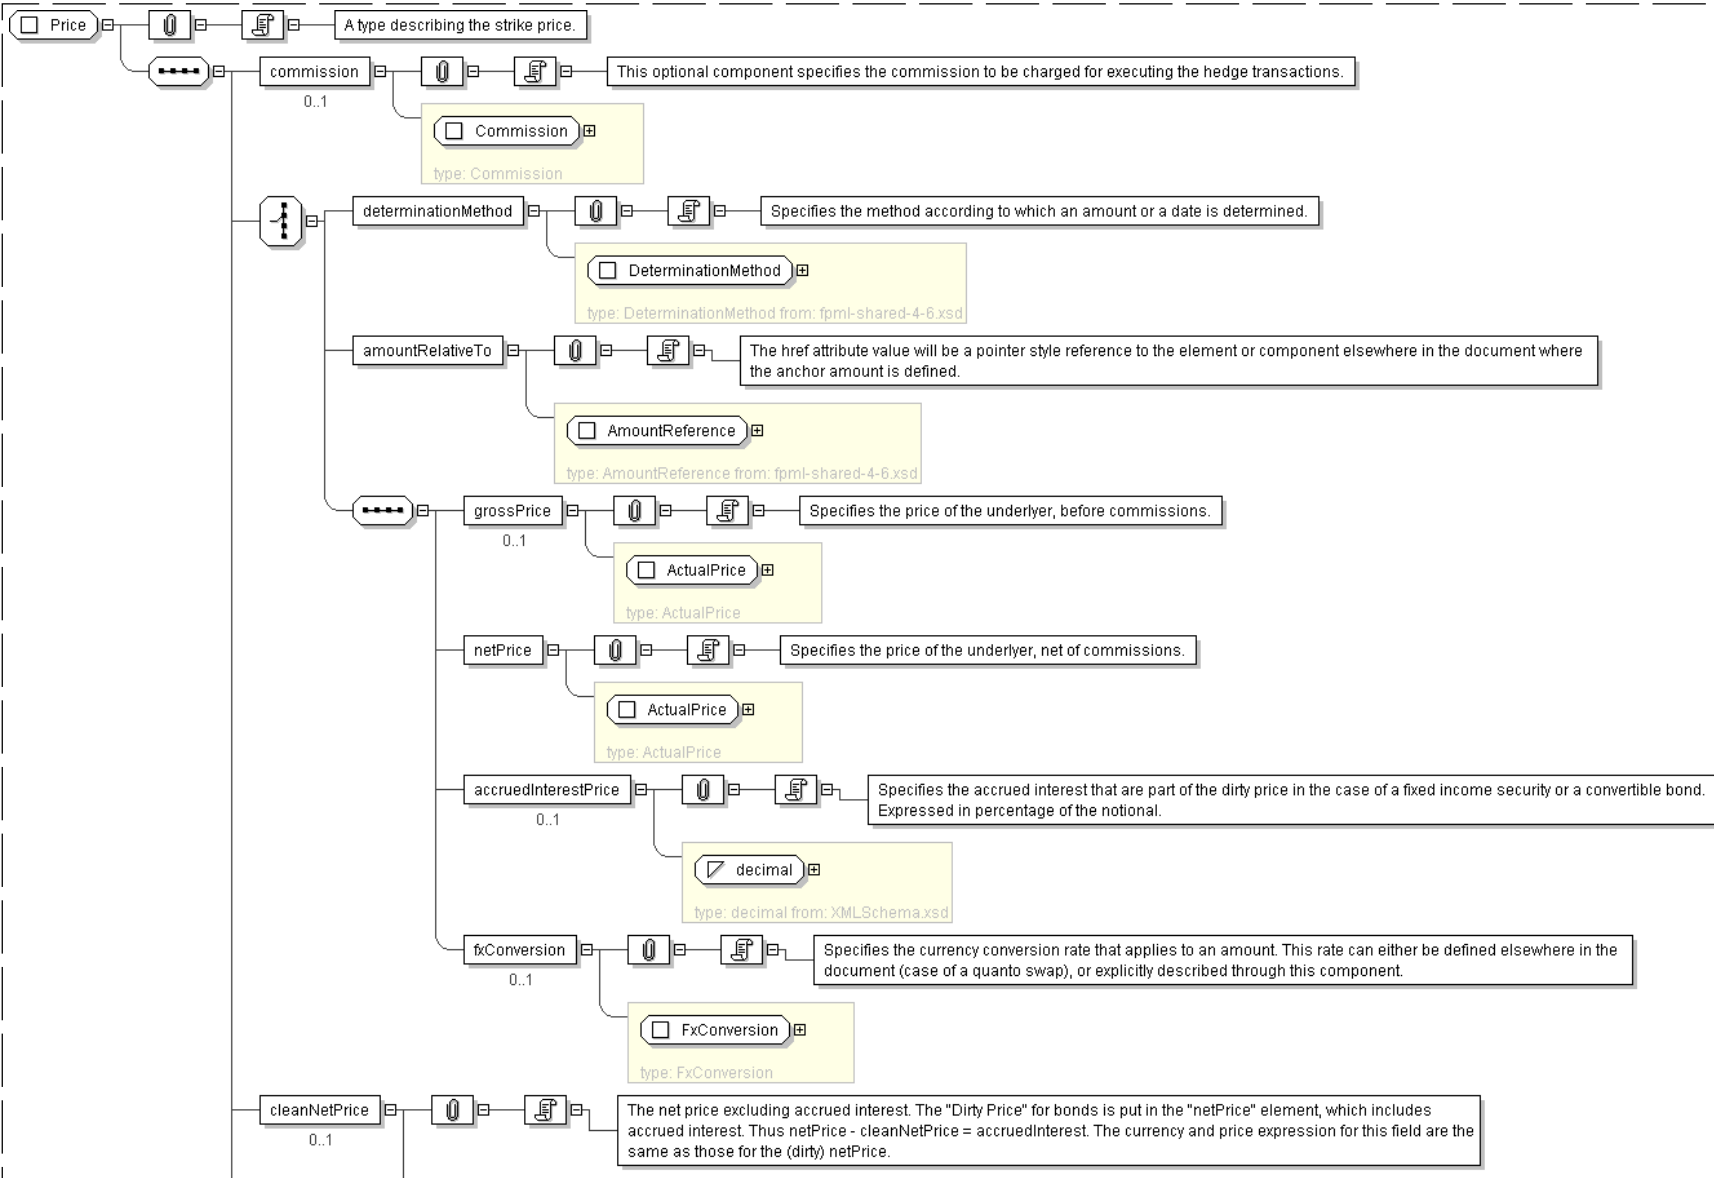 Price
A type describing the strike price.
commission
This optional component specifies the commission to be charged for executing the hedge transactions.
0..1
Commission
type: Commission
determinationMethod
Specifies the method according to which an amount or a date is determined.
DeterminationMethod
type: DeterminationMethod from: fpml-shared-4-6.xsd
amountRelativeTo
The href attribute value will be a pointer style reference to the element or component elsewhere in the document where
the anchor amount is defined.
AmountReference
type: AmountReference from: fpml-shared-4-6.xsd
grossPrice
Specifies the price of the underlyer, before commissions.
0..1
ActualPrice
type: ActualPrice
netPrice
Specifies the price of the underlyer, net of commissions.
ActualPrice
type: ActualPrice
accruedInterestPrice
Specifies the accrued interest that are part of the dirty price in the case of a fixed income security or a convertible bond.
Expressed in percentage of the notional.
0..1
decimal
type: decimal from: XMLSchema.xsd
fxConversion
Specifies the currency conversion rate that applies to an amount. This rate can either be defined elsewhere in the
document (case of a quanto swap), or explicitly described through this component.
0..1
FxConversion
type: FxConversion
cleanNetPrice
The net price excluding accrued interest. The "Dirty Price" for bonds is put in the "netPrice" element, which includes
accrued interest. Thus netPrice - cleanNetPrice = accruedInterest. The currency and price expression for this field are the
same as those for the (dirty) netPrice.
0..1